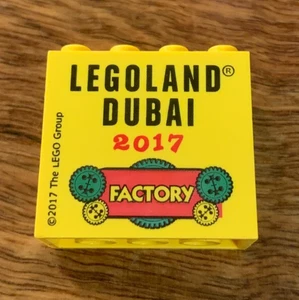 LEGOLAND®
DUBAI
2017
FACTORY
©2017 The LEGO Group